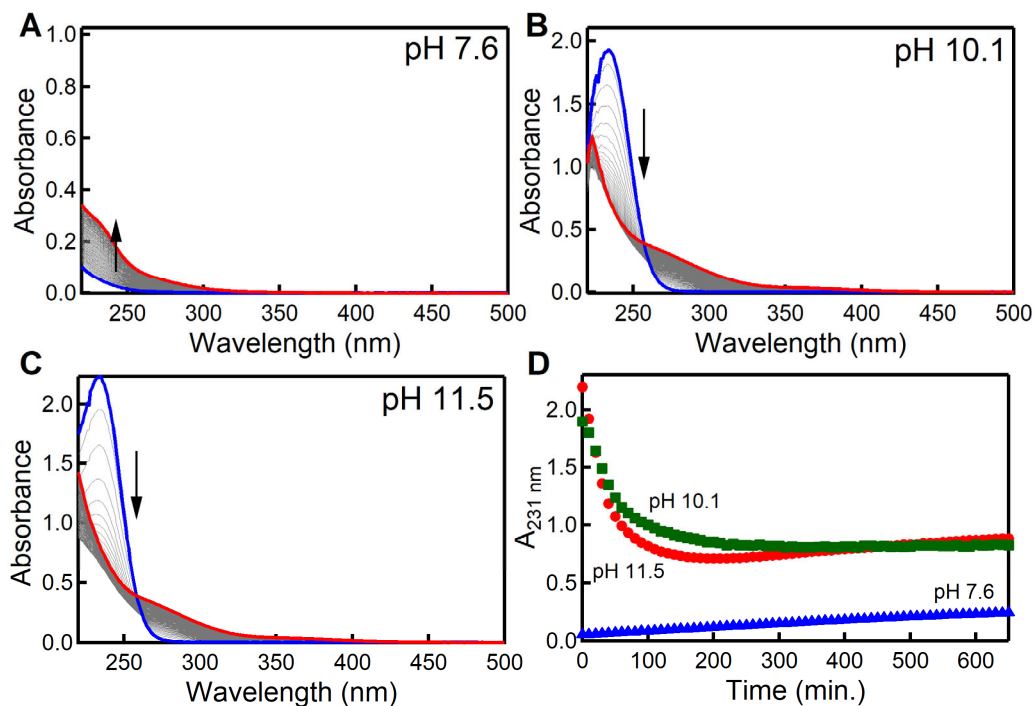 A
pH 7.6
1.0
0.8
0.6
0.4
0.2
0.0
Absorbance
250 300 350 400 450 500
Wavelength (nm)
B
pH 10.1
2.0
1.5
1.0
0.5
0.0
Absorbance
250 300 350 400 450 500
Wavelength (nm)
C
pH 11.5
2.0
1.5
1.0
0.5
0.0
Absorbance
250 300 350 400 450 500
Wavelength (nm)
D
2.0
1.5
1.0
0.5
0.0
A231 nm
pH 10.1
pH 11.5
pH 7.6
0 100 200 300 400 500 600
Time (min.)